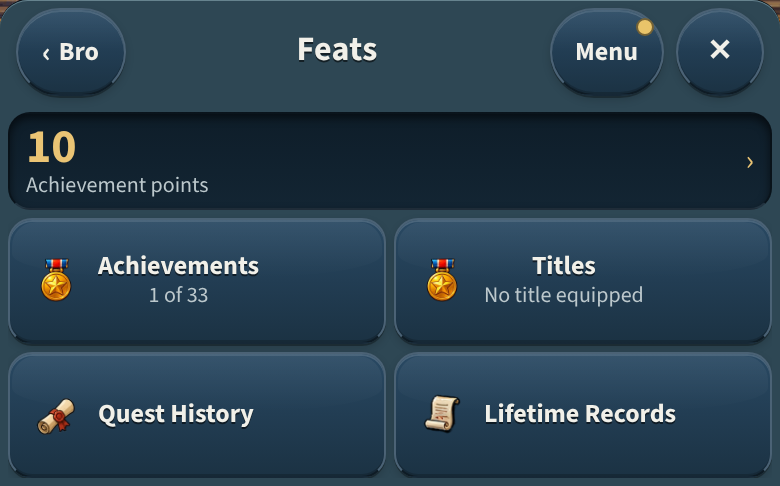 ‹ Bro
Feats
Menu
✕
10
Achievement points
›
Achievements
1 of 33
Titles
No title equipped
Quest History
Lifetime Records